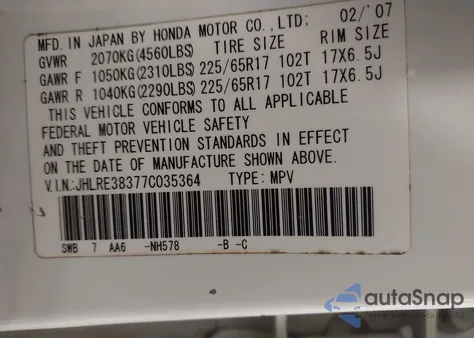 MFD. IN JAPAN BY HONDA MOTOR CO., LTD; 02/'07
GVWR 2070KG(4560LBS) TIRE SIZE RIM SIZE
GAWR F 1050KG(2310LBS) 225/65R17 102T 17X6.5J
GAWR R 1040KG(2290LBS) 225/65R17 102T 17X6.5J
THIS VEHICLE CONFORMS TO ALL APPLICABLE
FEDERAL MOTOR VEHICLE SAFETY
AND THEFT PREVENTION STANDARDS IN EFFECT
ON THE DATE OF MANUFACTURE SHOWN ABOVE.
V.I.N:JHLRE38377C035364 TYPE: MPV
SWB 7 AA6 -NH578 -B -C
autaSnap